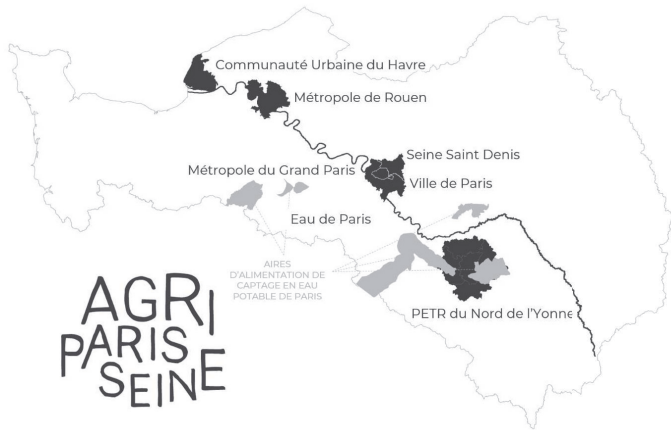 Communauté Urbaine du Havre
Métropole de Rouen
Seine Saint Denis
Métropole du Grand Paris
Ville de Paris
Eau de Paris
AIRES
D'ALIMENTATION DE
CAPTAGE EN EAU
POTABLE DE PARIS
PETR du Nord de l'Yonne
AGRI
PARIS
SEINE